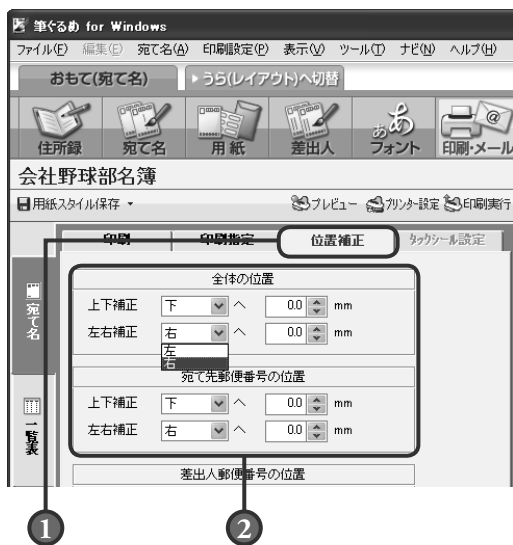 筆ぐるめ for Windows
ファイル(F) 編集(E) 宛て名(A) 印刷設定(P) 表示(V) ツール(T) ナビ(N) ヘルプ(H)
おもて(宛て名) うら(レイアウト)へ切替
住所録 宛て名 用紙 差出人 フォント 印刷・メール
会社野球部名簿
用紙スタイル保存 プレビュー プリンター設定 印刷実行
印刷 印刷指定 位置補正 タックシール設定
宛て名
一覧表
全体の位置
上下補正 下 へ 0.0 mm
左右補正 右 へ 0.0 mm
左
右
宛て先郵便番号の位置
上下補正 下 へ 0.0 mm
左右補正 右 へ 0.0 mm
差出人郵便番号の位置
1 2